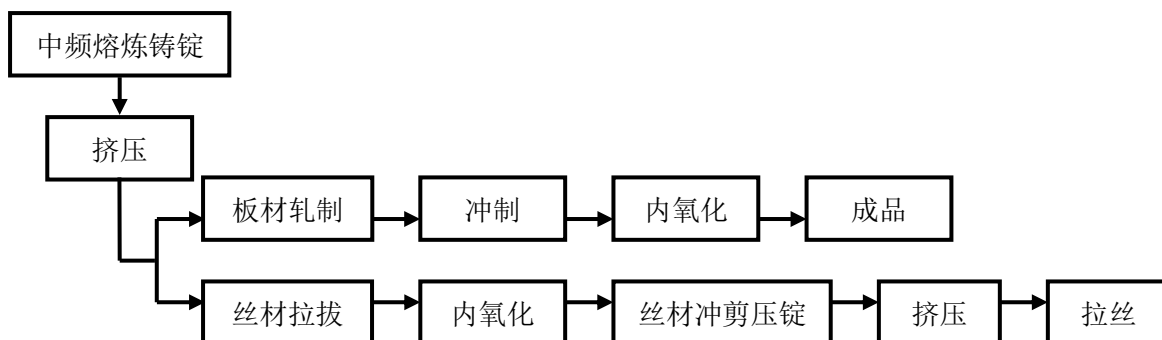 中频熔炼铸锭
挤压
板材轧制
冲制
内氧化
成品
丝材拉拔
内氧化
丝材冲剪压锭
挤压
拉丝